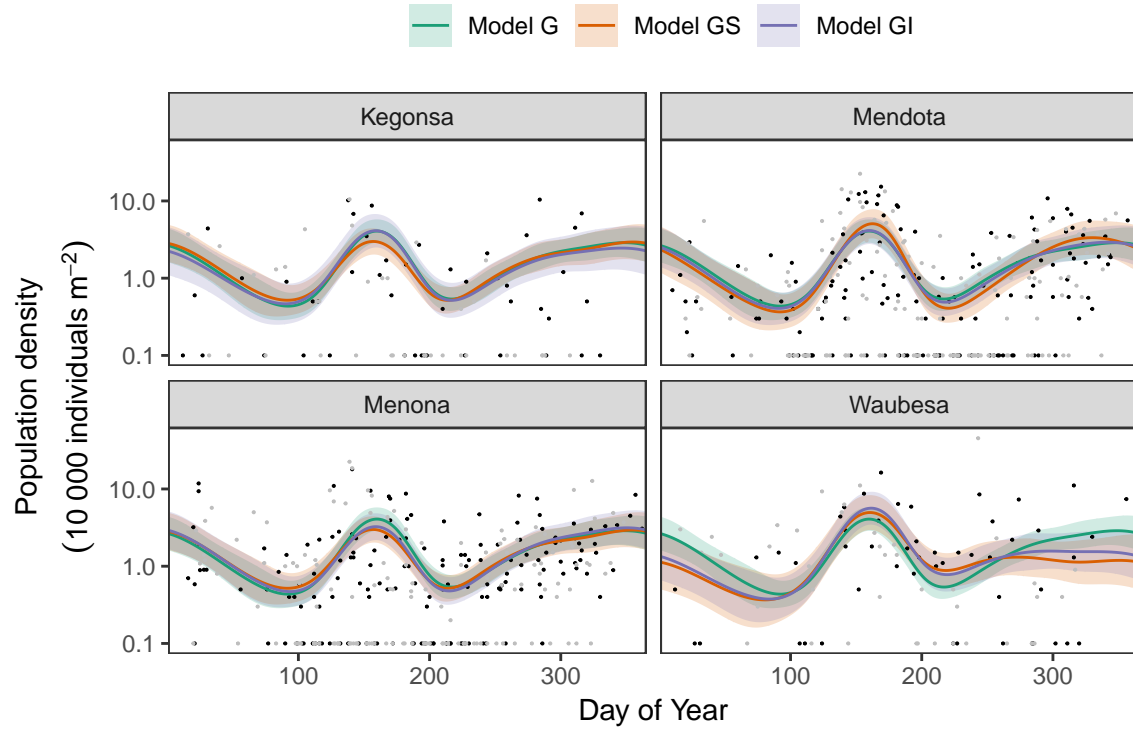 Model G Model GS Model GI
Kegonsa Mendota
10.0
1.0
0.1
Menona Waubesa
10.0
1.0
0.1
100 200 300 100 200 300
Day of Year
Population density
(10 000 individuals m⁻²)